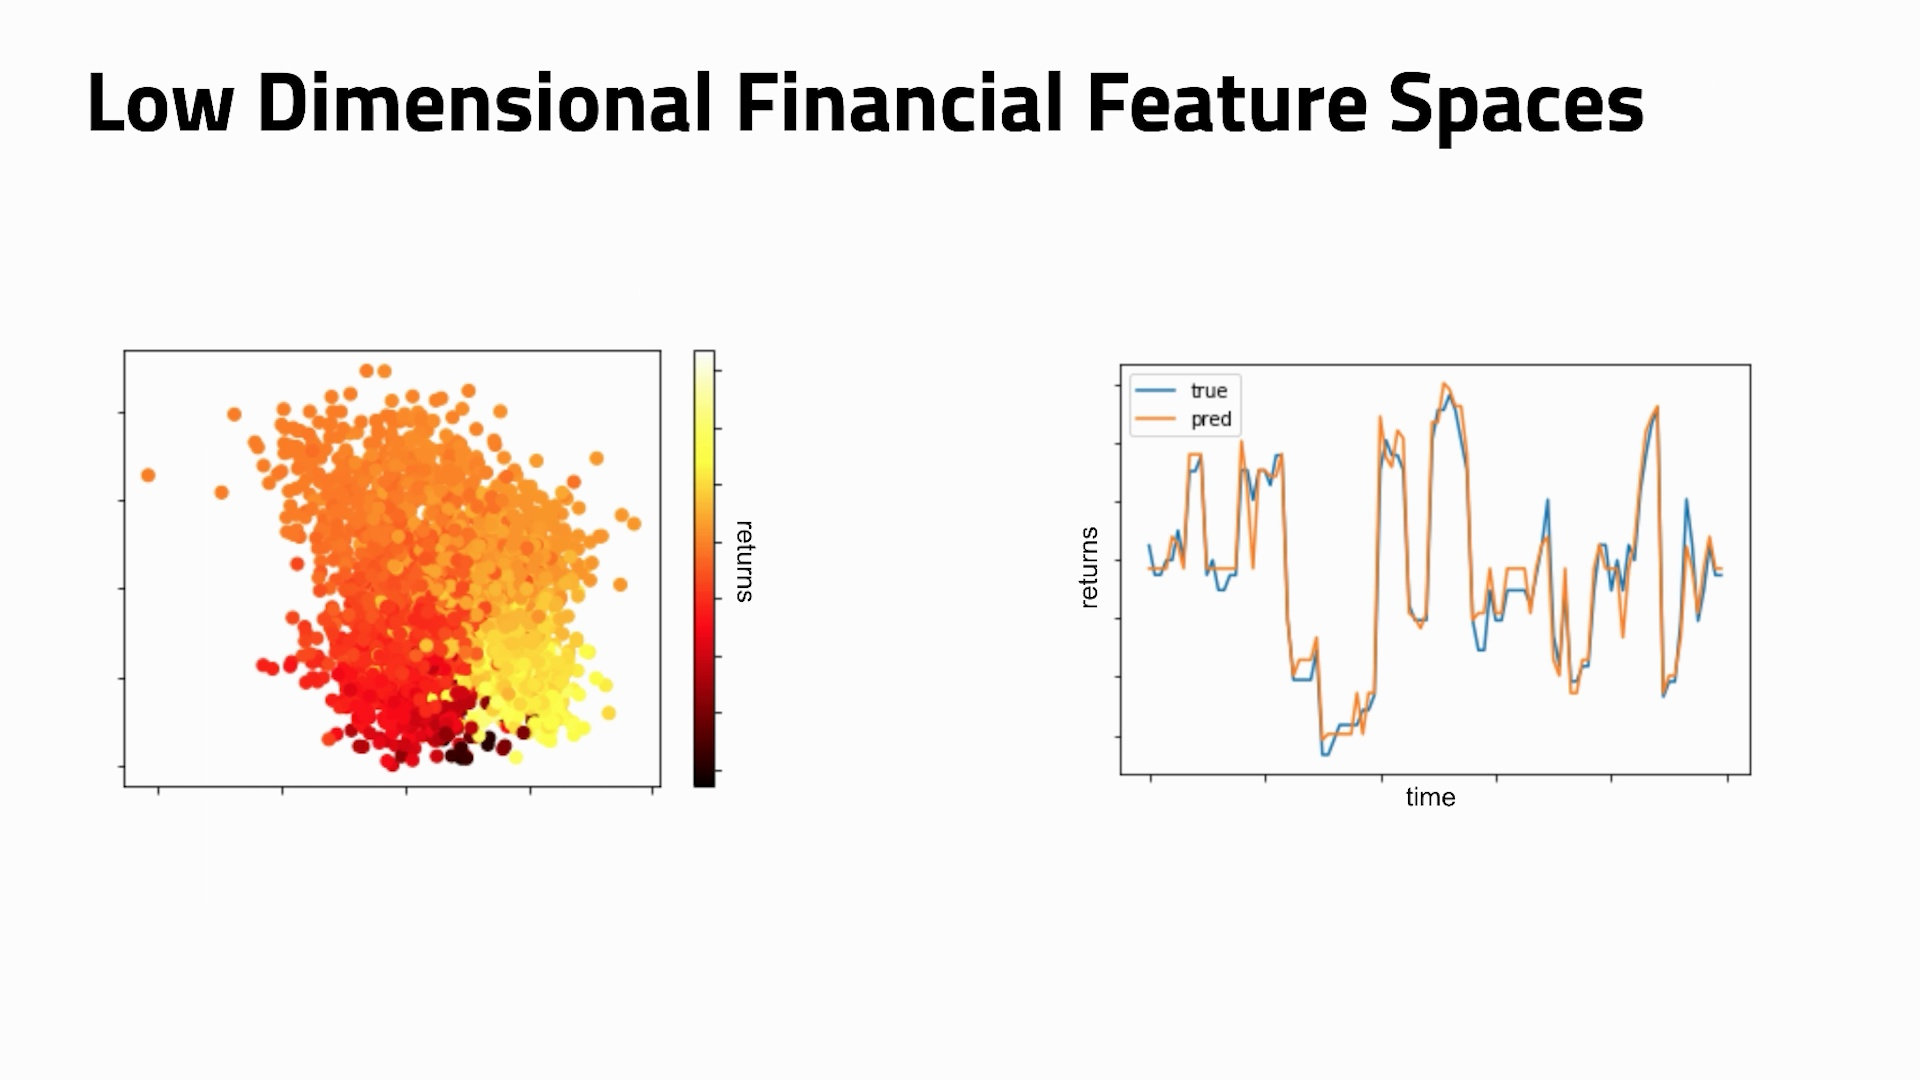 Low Dimensional Financial Feature Spaces
returns
true
pred
returns
time